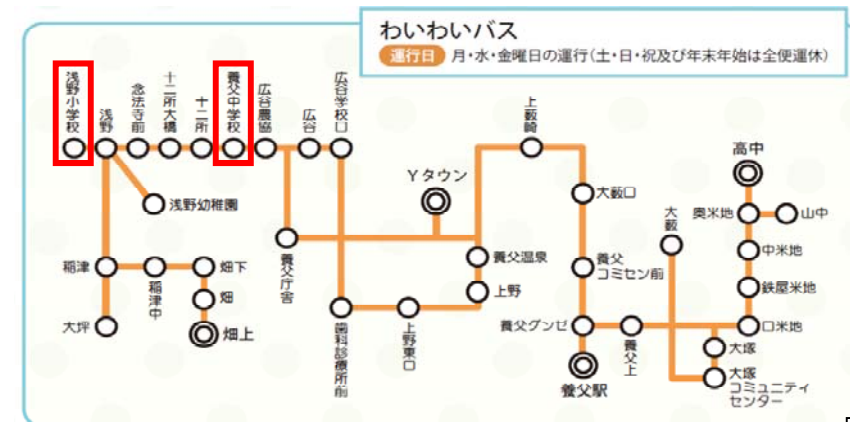 わいわいバス
運行日 月・水・金曜日の運行(土・日・祝及び年末年始は全便運休)
浅野小学校
浅野
念法寺前
十二所大橋
十二所
養父中学校
広谷農協
広谷
広谷学校口
上薮崎
高中
Yタウン
浅野幼稚園
大薮口
大薮
奥米地
山中
養父庁舎
養父温泉
養父
コミセン前
中米地
稲津
稲津中
畑下
畑
上野
鉄屋米地
大坪
畑上
歯科診療所前
上野東口
養父グンゼ
養父上
口米地
大塚
養父駅
大塚
コミュニティ
センター